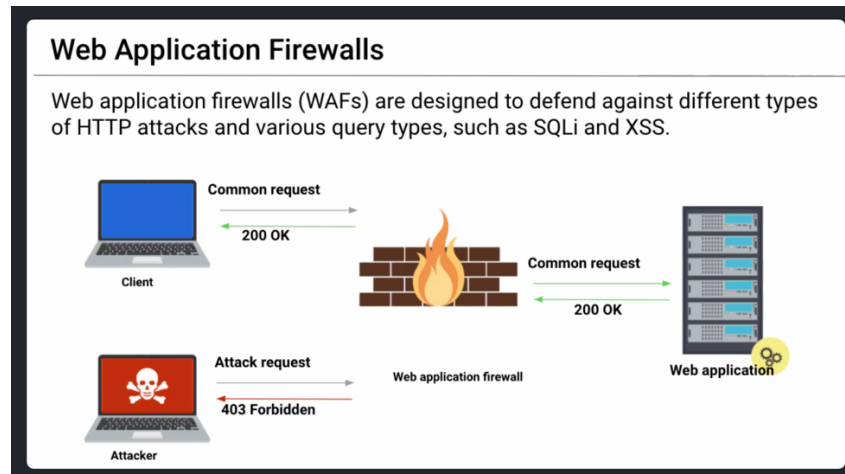 Web Application Firewalls
Web application firewalls (WAFs) are designed to defend against different types
of HTTP attacks and various query types, such as SQLi and XSS.
Common request
200 OK
Client
Common request
200 OK
Web application
Attack request
403 Forbidden
Attacker
Web application firewall